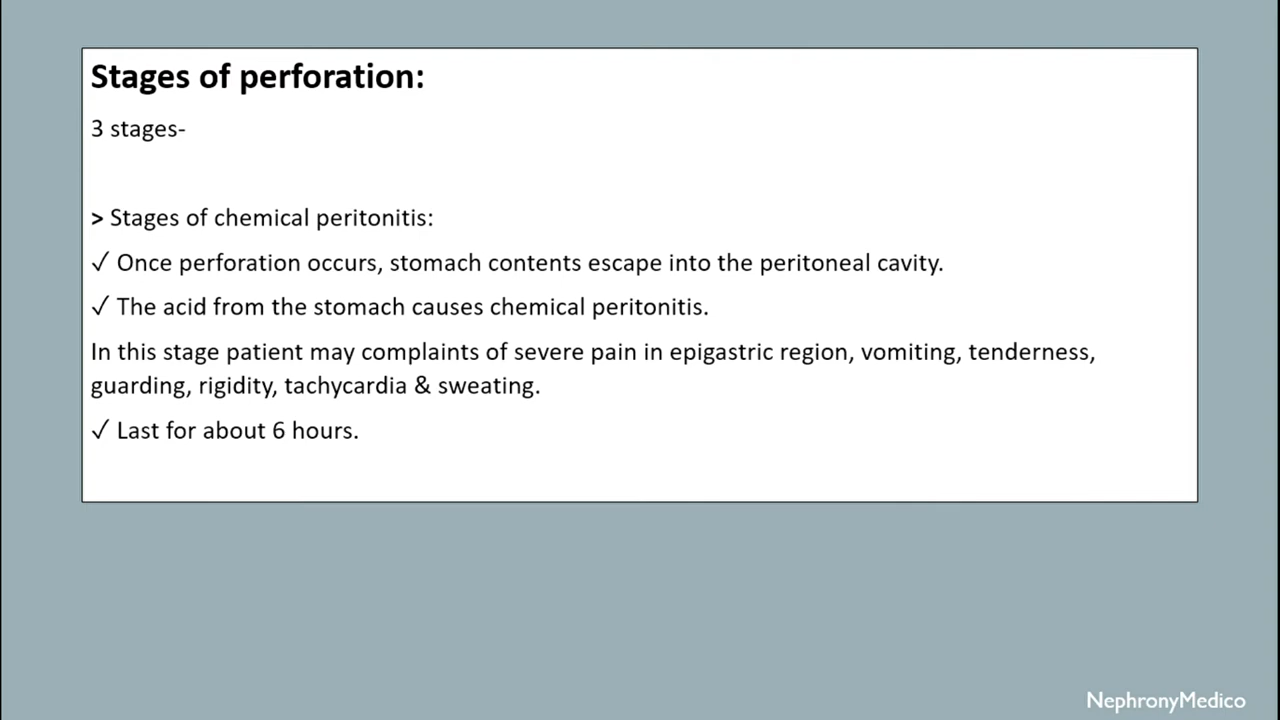 Stages of perforation:
3 stages-
> Stages of chemical peritonitis:
✓ Once perforation occurs, stomach contents escape into the peritoneal cavity.
✓ The acid from the stomach causes chemical peritonitis.
In this stage patient may complaints of severe pain in epigastric region, vomiting, tenderness,
guarding, rigidity, tachycardia & sweating.
✓ Last for about 6 hours.
NephronyMedico